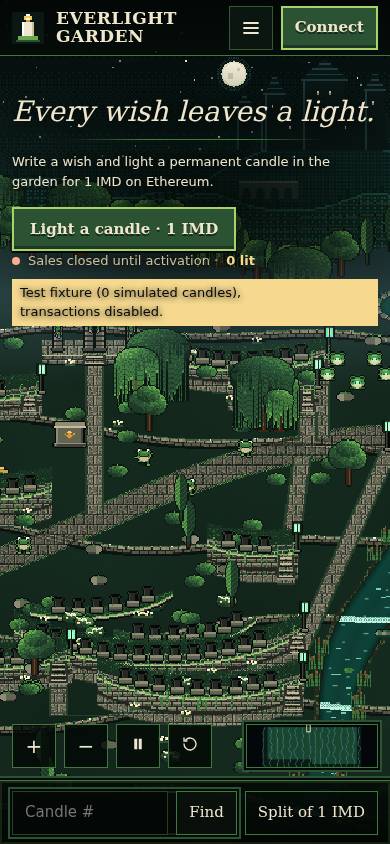 EVERLIGHT
GARDEN
Connect
Every wish leaves a light.
Write a wish and light a permanent candle in the
garden for 1 IMD on Ethereum.
Light a candle · 1 IMD
Sales closed until activation · 0 lit
Test fixture (0 simulated candles),
transactions disabled.
+ −
Candle #
Find
Split of 1 IMD